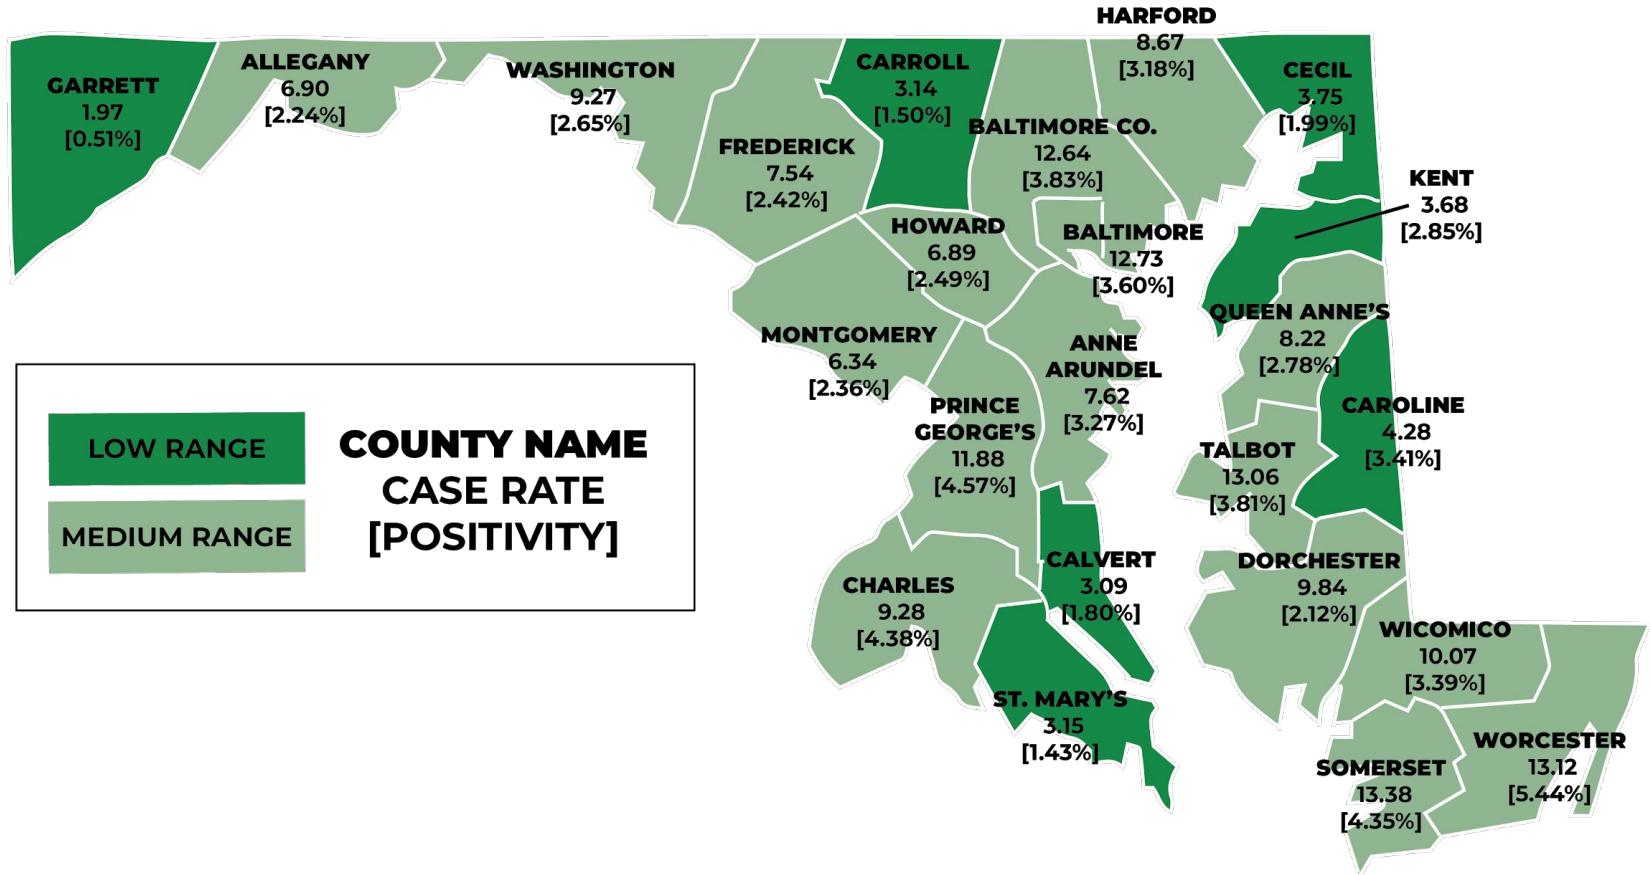 HARFORD
8.67
[3.18%]
GARRETT
1.97
[0.51%]
ALLEGANY
6.90
[2.24%]
WASHINGTON
9.27
[2.65%]
FREDERICK
7.54
[2.42%]
CARROLL
3.14
[1.50%]
BALTIMORE CO.
12.64
[3.83%]
CECIL
3.75
[1.99%]
KENT
3.68
[2.85%]
HOWARD
6.89
[2.49%]
BALTIMORE
12.73
[3.60%]
QUEEN ANNE'S
8.22
[2.78%]
MONTGOMERY
6.34
[2.36%]
ANNE
ARUNDEL
7.62
[3.27%]
PRINCE
GEORGE'S
11.88
[4.57%]
CAROLINE
4.28
[3.41%]
TALBOT
13.06
[3.81%]
LOW RANGE
MEDIUM RANGE
COUNTY NAME
CASE RATE
[POSITIVITY]
CHARLES
9.28
[4.38%]
CALVERT
3.09
[1.80%]
DORCHESTER
9.84
[2.12%]
WICOMICO
10.07
[3.39%]
ST. MARY'S
3.15
[1.43%]
SOMERSET
13.38
[4.35%]
WORCESTER
13.12
[5.44%]